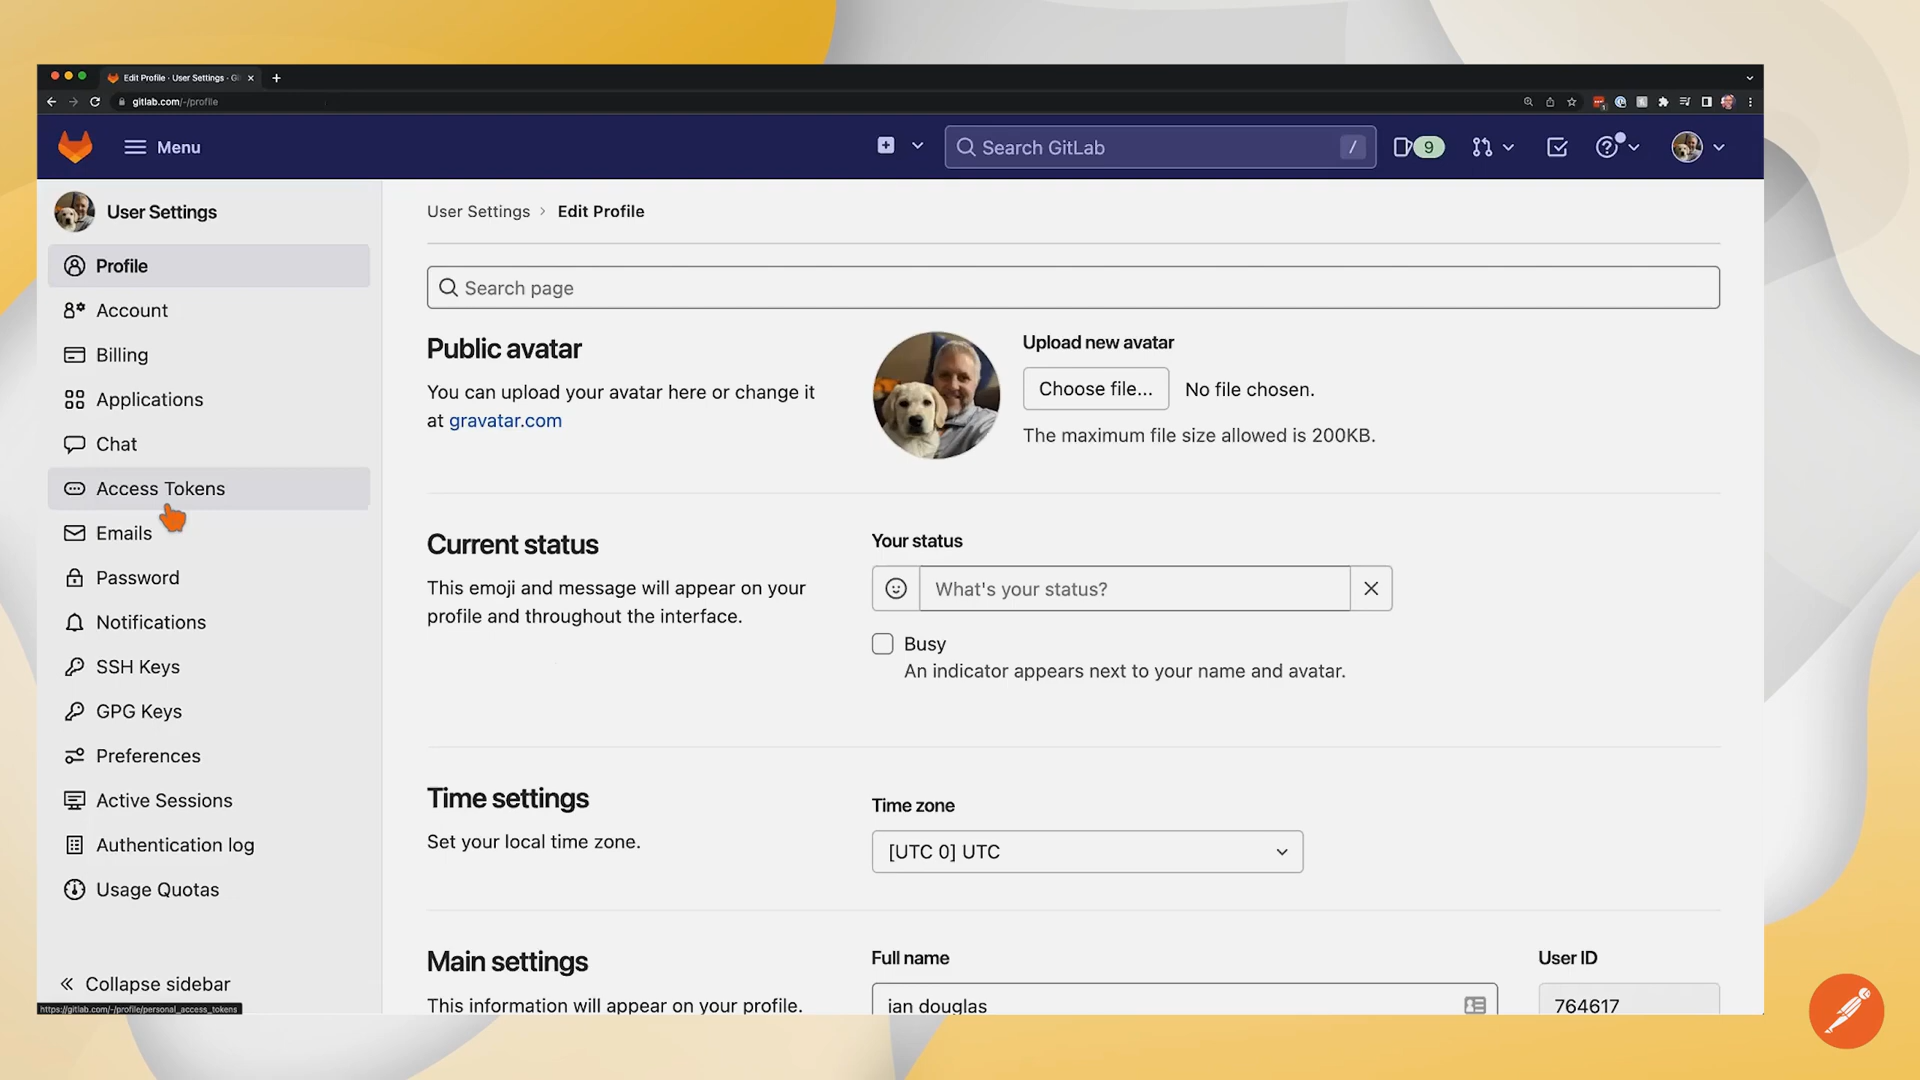 Edit Profile · User Settings · Gi
gitlab.com/-/profile
Menu
Search GitLab
/
9
User Settings
Profile
Account
Billing
Applications
Chat
Access Tokens
Emails
Password
Notifications
SSH Keys
GPG Keys
Preferences
Active Sessions
Authentication log
Usage Quotas
Collapse sidebar
https://gitlab.com/-/profile/personal_access_tokens
User Settings > Edit Profile
Search page
Public avatar
You can upload your avatar here or change it
at gravatar.com
Upload new avatar
Choose file...
No file chosen.
The maximum file size allowed is 200KB.
Current status
This emoji and message will appear on your
profile and throughout the interface.
Your status
What's your status?
Busy
An indicator appears next to your name and avatar.
Time settings
Set your local time zone.
Time zone
[UTC 0] UTC
Main settings
This information will appear on your profile.
Full name
ian douglas
User ID
764617